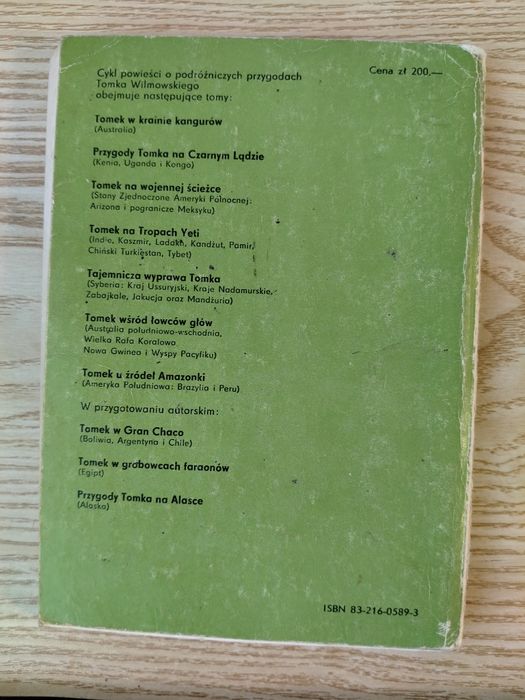 Cykl powieści o podróżniczych przygodach
Tomka Wilmowskiego
obejmuje następujące tomy:
Cena zł 200,—
Tomek w krainie kangurów
(Australia)
Przygody Tomka na Czarnym Lądzie
(Kenia, Uganda i Kongo)
Tomek na wojennej ścieżce
(Stany Zjednoczone Ameryki Północnej:
Arizona i pogranicze Meksyku)
Tomek na Tropach Yeti
(Indie, Kaszmir, Ladakh, Kandżut, Pamir,
Chiński Turkiestan, Tybet)
Tajemnicza wyprawa Tomka
(Syberia: Kraj Ussuryjski, Kraje Nadamurskie,
Zabajkale, Jakucja oraz Mandżuria)
Tomek wśród łowców głów
(Australia południowo-wschodnia,
Wielka Rafa Koralowa
Nowa Gwinea i Wyspy Pacyfiku)
Tomek u źródeł Amazonki
(Ameryka Południowa: Brazylia i Peru)
W przygotowaniu autorskim:
Tomek w Gran Chaco
(Boliwia, Argentyna i Chile)
Tomek w grobowcach faraonów
(Egipt)
Przygody Tomka na Alasce
(Alaska)
ISBN 83-216-0589-3